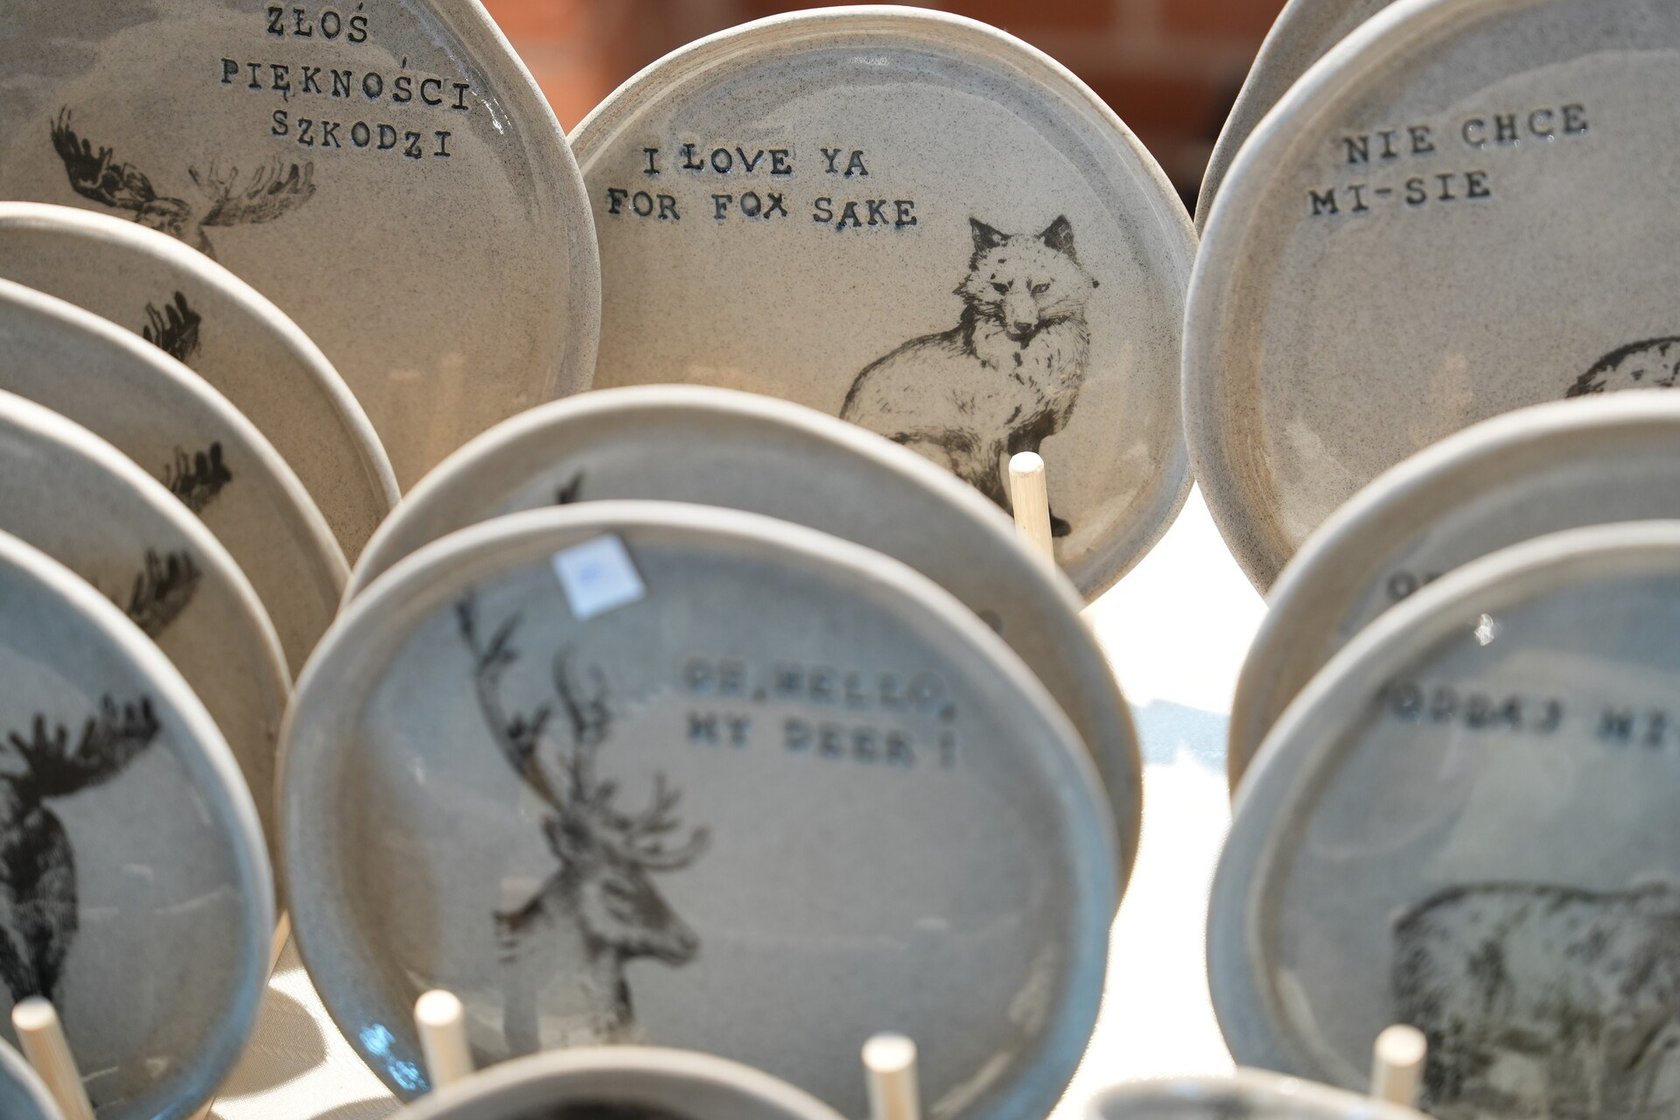 ZŁOŚ
PIĘKNOŚCI
SZKODZI
I LOVE YA
FOR FOX SAKE
NIE CHCE
MI-SIE
OH,HELLO,
MY DEER!